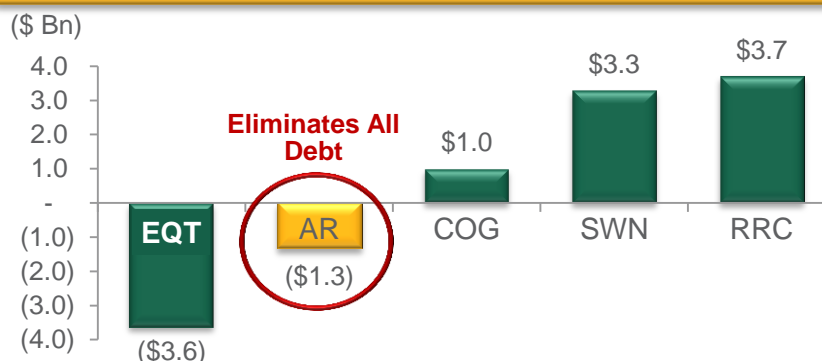 ($ Bn)
4.0
3.0
2.0
1.0
-
(1.0)
(2.0)
(3.0)
(4.0)
Eliminates All
Debt
EQT
($3.6)
AR
($1.3)
$1.0
COG
$3.3
SWN
$3.7
RRC